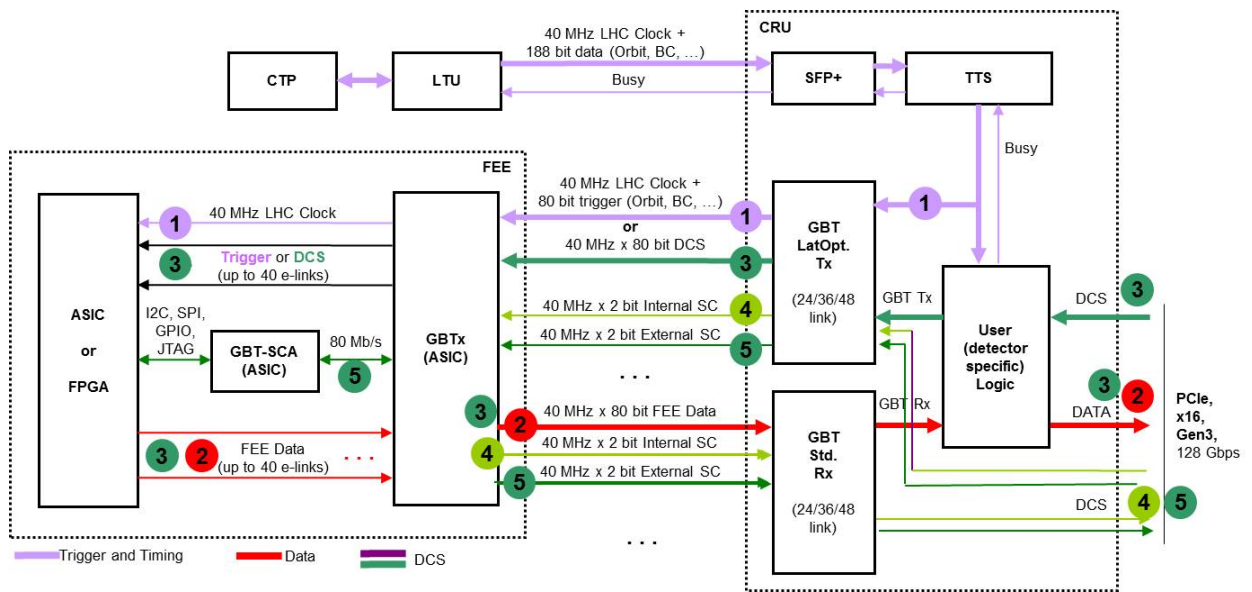 CRU
40 MHz LHC Clock +
188 bit data (Orbit, BC, ...)
CTP
LTU
Busy
SFP+
TTS
Busy
FEE
40 MHz LHC Clock +
80 bit trigger (Orbit, BC, ...)
or
40 MHz x 80 bit DCS
1
1
1
40 MHz LHC Clock
3
Trigger or DCS
(up to 40 e-links)
3
GBT
LatOpt.
Tx
(24/36/48
link)
GBT Tx
DCS
3
ASIC
or
FPGA
I2C, SPI,
GPIO,
JTAG
GBT-SCA
(ASIC)
80 Mb/s
5
GBTx
(ASIC)
40 MHz x 2 bit Internal SC
4
40 MHz x 2 bit External SC
5
...
User
(detector
specific)
Logic
3
2
40 MHz x 80 bit FEE Data
3
2
GBT Rx
DATA
PCIe,
x16,
Gen3,
128 Gbps
3
2
FEE Data
...
(up to 40 e-links)
4
40 MHz x 2 bit Internal SC
5
40 MHz x 2 bit External SC
GBT
Std.
Rx
(24/36/48
link)
DCS
4
5
...
Trigger and Timing
Data
DCS